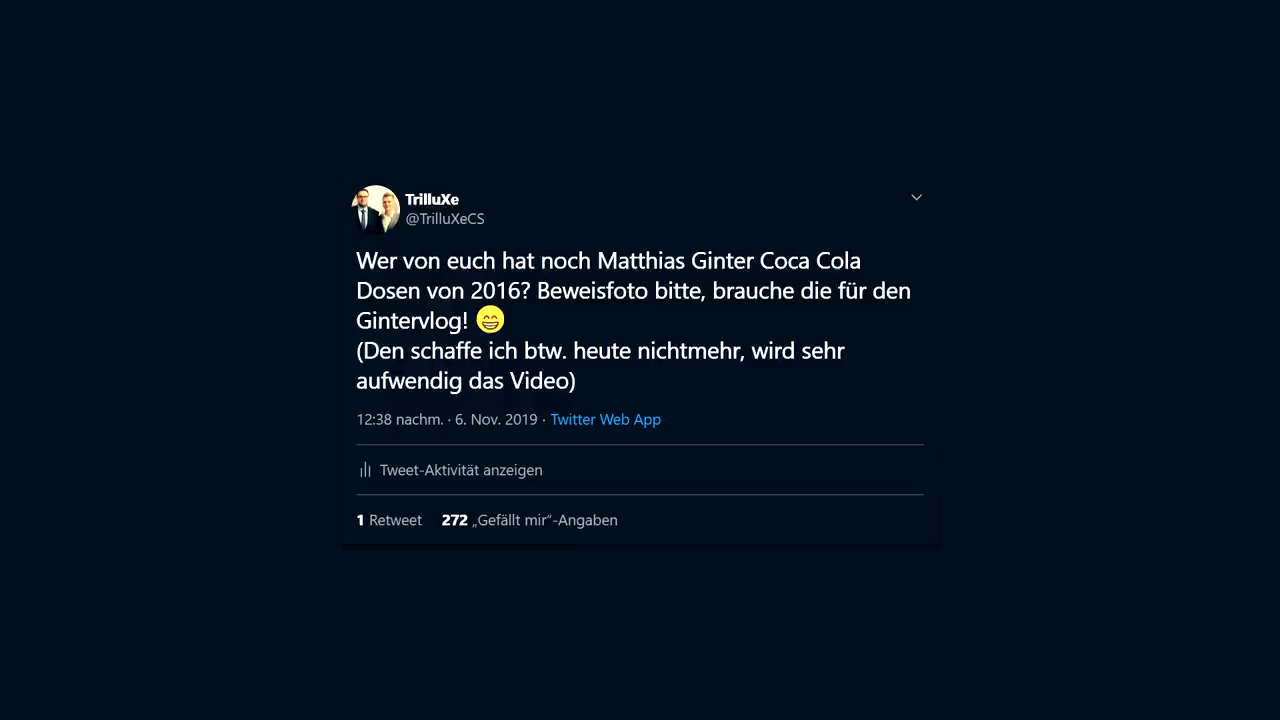 TrilluXe
@TrilluXeCS
Wer von euch hat noch Matthias Ginter Coca Cola
Dosen von 2016? Beweisfoto bitte, brauche die für den
Gintervlog! 😁
(Den schaffe ich btw. heute nichtmehr, wird sehr
aufwendig das Video)
12:38 nachm. · 6. Nov. 2019 · Twitter Web App
Tweet-Aktivität anzeigen
1 Retweet 272 „Gefällt mir“-Angaben